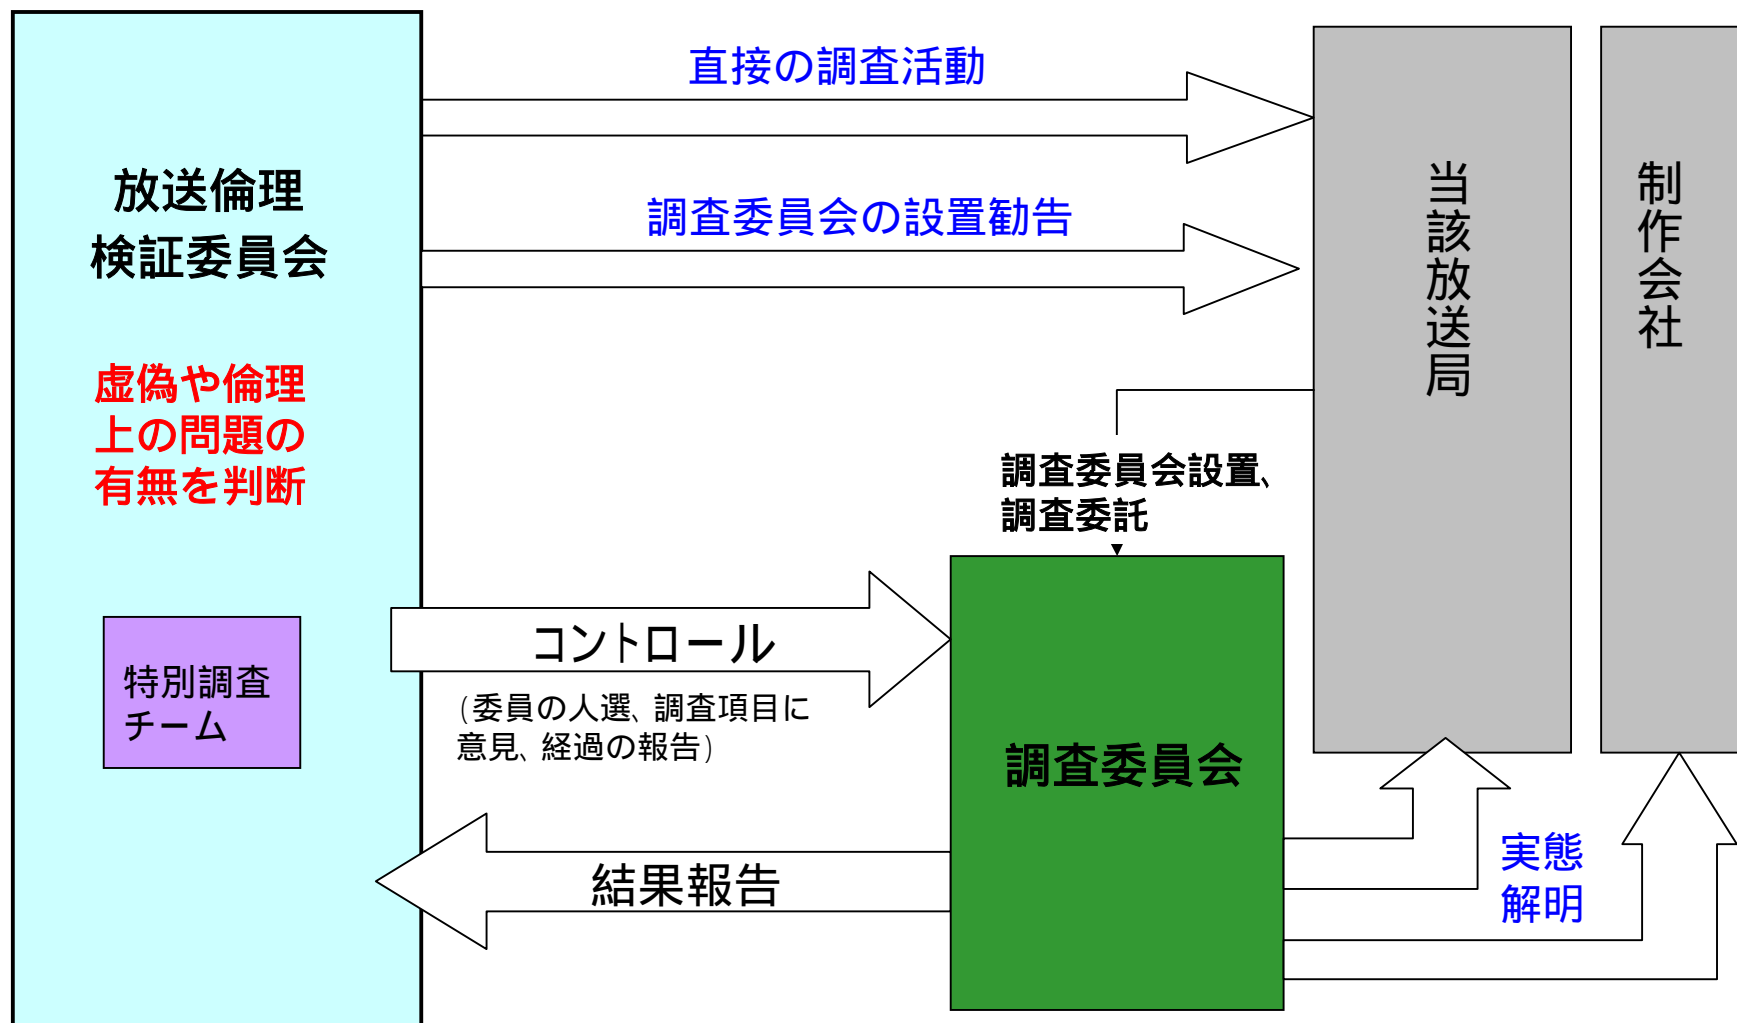 直接の調査活動
放送倫理
検証委員会
調査委員会の設置勧告
当該放送局
制作会社
虚偽や倫理
上の問題の
有無を判断
調査委員会設置、
調査委託
特別調査
チーム
コントロール
(委員の人選、調査項目に
意見、経過の報告)
調査委員会
結果報告
実態
解明